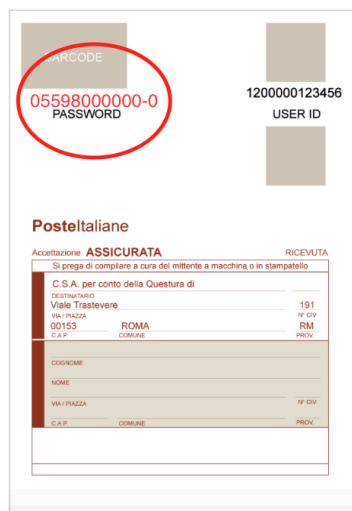 BARCODE
05598000000-0
PASSWORD
1200000123456
USER ID
PosteItaliane
Accettazione ASSICURATA RICEVUTA
Si prega di compilare a cura del mittente a macchina o in stampatello
C.S.A. per conto della Questura di
DESTINATARIO
Viale Trastevere 191
VIA / PIAZZA N° CIV
00153 ROMA RM
C.A.P. COMUNE PROV.
COGNOME
NOME
VIA / PIAZZA N° CIV
C.A.P. COMUNE PROV.